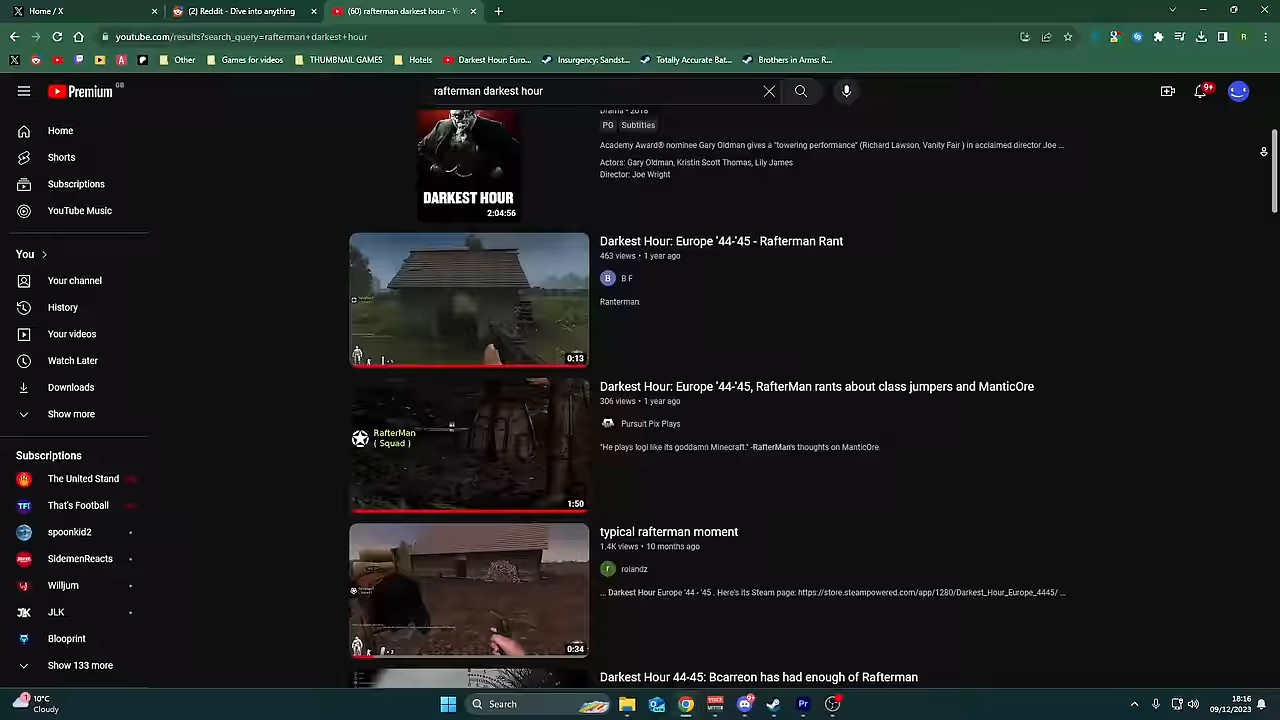 Home / X
(2) Reddit - Dive into anything
(60) rafterman darkest hour - Yo
youtube.com/results?search_query=rafterman+darkest+hour
Other
Games for videos
THUMBNAIL GAMES
Hotels
Darkest Hour: Euro...
Insurgency: Sandst...
Totally Accurate Bat...
Brothers in Arms: R...
Premium GB
rafterman darkest hour
9+
Home
Shorts
Subscriptions
YouTube Music
You
Your channel
History
Your videos
Watch Later
Downloads
Show more
Subscriptions
The United Stand
That's Football
spoonkid2
SidemenReacts
Willjum
JLK
Blooprint
Show 133 more
DARKEST HOUR
2:04:56
Drama • 2018
PG Subtitles
Academy Award® nominee Gary Oldman gives a "towering performance" (Richard Lawson, Vanity Fair ) in acclaimed director Joe ...
Actors: Gary Oldman, Kristin Scott Thomas, Lily James
Director: Joe Wright
0:13
Darkest Hour: Europe '44-'45 - Rafterman Rant
463 views • 1 year ago
B F
Ranterman.
RafterMan
( Squad )
1:50
Darkest Hour: Europe '44-'45, RafterMan rants about class jumpers and ManticOre
306 views • 1 year ago
Pursuit Pix Plays
"He plays logi like its goddamn Minecraft." -RafterMan's thoughts on ManticOre.
0:34
typical rafterman moment
1.4K views • 10 months ago
rolandz
... Darkest Hour Europe '44 - '45 . Here's its Steam page: https://store.steampowered.com/app/1280/Darkest_Hour_Europe_4445/ ...
Darkest Hour 44-45: Bcarreon has had enough of Rafterman
10°C
Cloudy
Search
18:16
09/12/2023